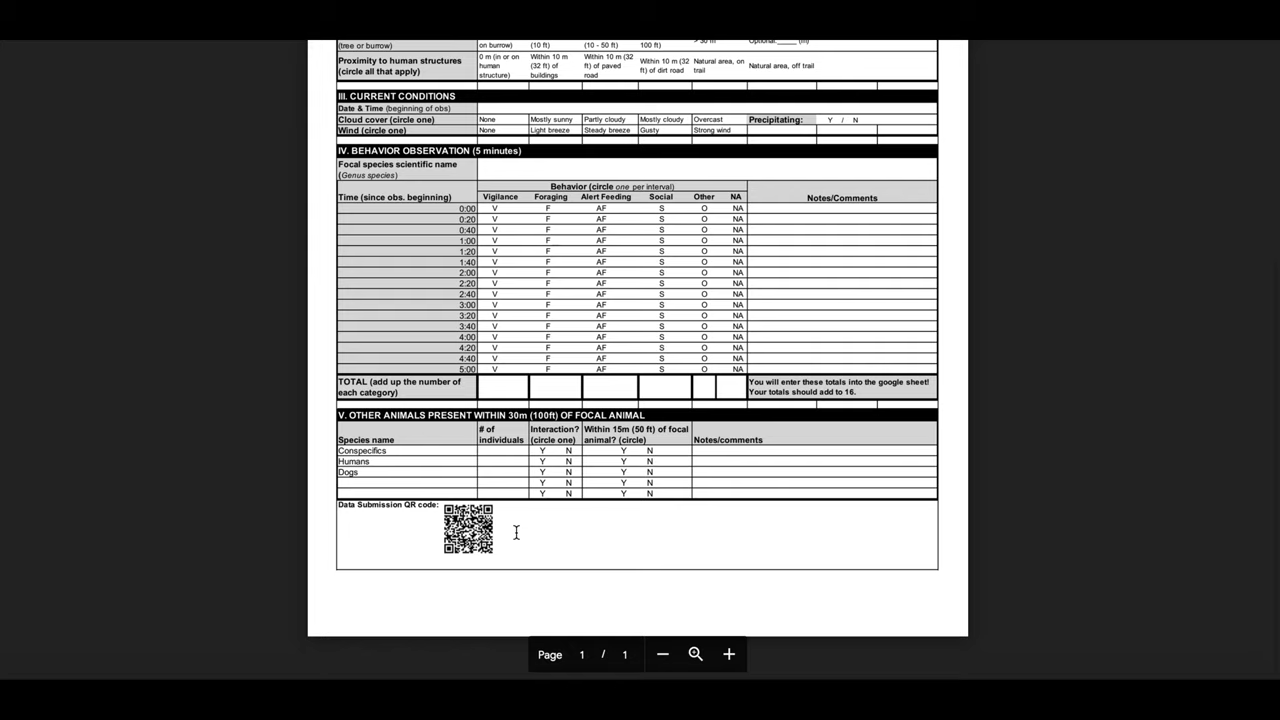 (tree or burrow) on burrow) (10 ft) (10 - 50 ft) 100 ft) Optional:_____ (m)
Proximity to human structures (circle all that apply)
0 m (in or on human structure)
Within 10 m (32 ft) of buildings
Within 10 m (32 ft) of paved road
Within 10 m (32 ft) of dirt road
Natural area, on trail
Natural area, off trail
III. CURRENT CONDITIONS
Date & Time (beginning of obs)
Cloud cover (circle one) None Mostly sunny Partly cloudy Mostly cloudy Overcast Precipitating: Y / N
Wind (circle one) None Light breeze Steady breeze Gusty Strong wind
IV. BEHAVIOR OBSERVATION (5 minutes)
Focal species scientific name
(Genus species)
Behavior (circle one per interval)
Time (since obs. beginning) Vigilance Foraging Alert Feeding Social Other NA Notes/Comments
0:00 V F AF S O NA
0:20 V F AF S O NA
0:40 V F AF S O NA
1:00 V F AF S O NA
1:20 V F AF S O NA
1:40 V F AF S O NA
2:00 V F AF S O NA
2:20 V F AF S O NA
2:40 V F AF S O NA
3:00 V F AF S O NA
3:20 V F AF S O NA
3:40 V F AF S O NA
4:00 V F AF S O NA
4:20 V F AF S O NA
4:40 V F AF S O NA
5:00 V F AF S O NA
TOTAL (add up the number of each category)
You will enter these totals into the google sheet!
Your totals should add to 16.
V. OTHER ANIMALS PRESENT WITHIN 30m (100ft) OF FOCAL ANIMAL
# of Interaction? Within 15m (50 ft) of focal
Species name individuals (circle one) animal? (circle) Notes/comments
Conspecifics Y N Y N
Humans Y N Y N
Dogs Y N Y N
Y N Y N
Y N Y N
Data Submission QR code:
Page 1 / 1